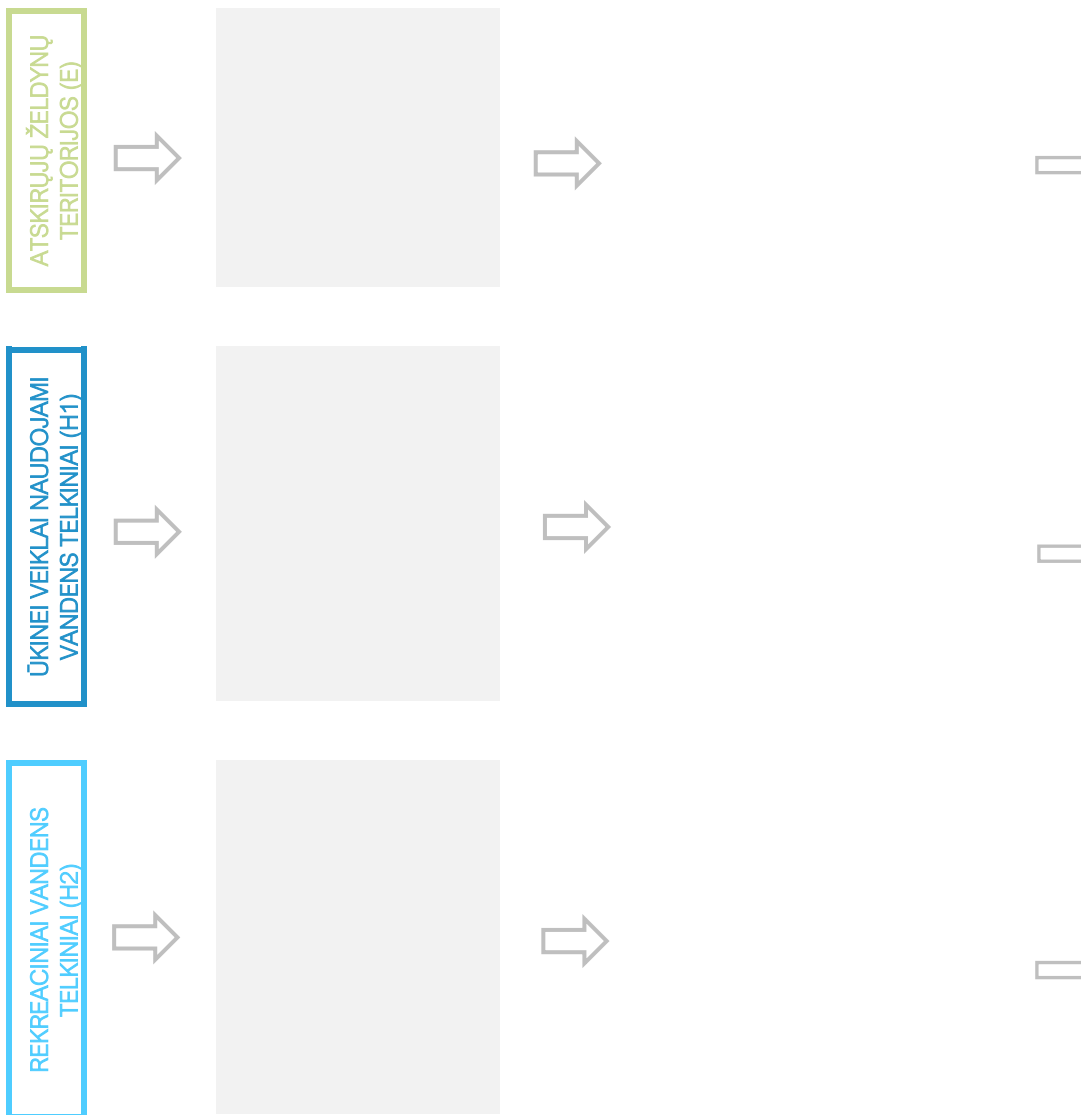 ATSKIRŲJŲ ŽELDYNŲ
TERITORIJOS (E)
ŪKINEI VEIKLAI NAUDOJAMI
VANDENS TELKINIAI (H1)
REKREACINIAI VANDENS
TELKINIAI (H2)